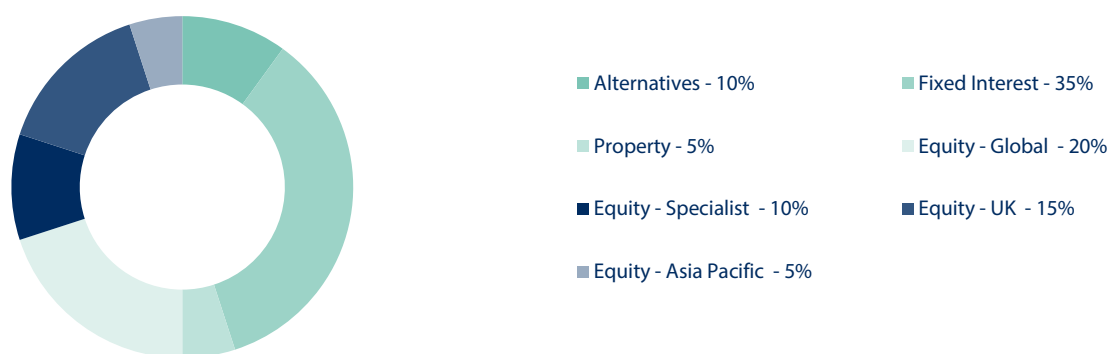 Alternatives - 10%
Fixed Interest - 35%
Property - 5%
Equity - Global - 20%
Equity - Specialist - 10%
Equity - UK - 15%
Equity - Asia Pacific - 5%